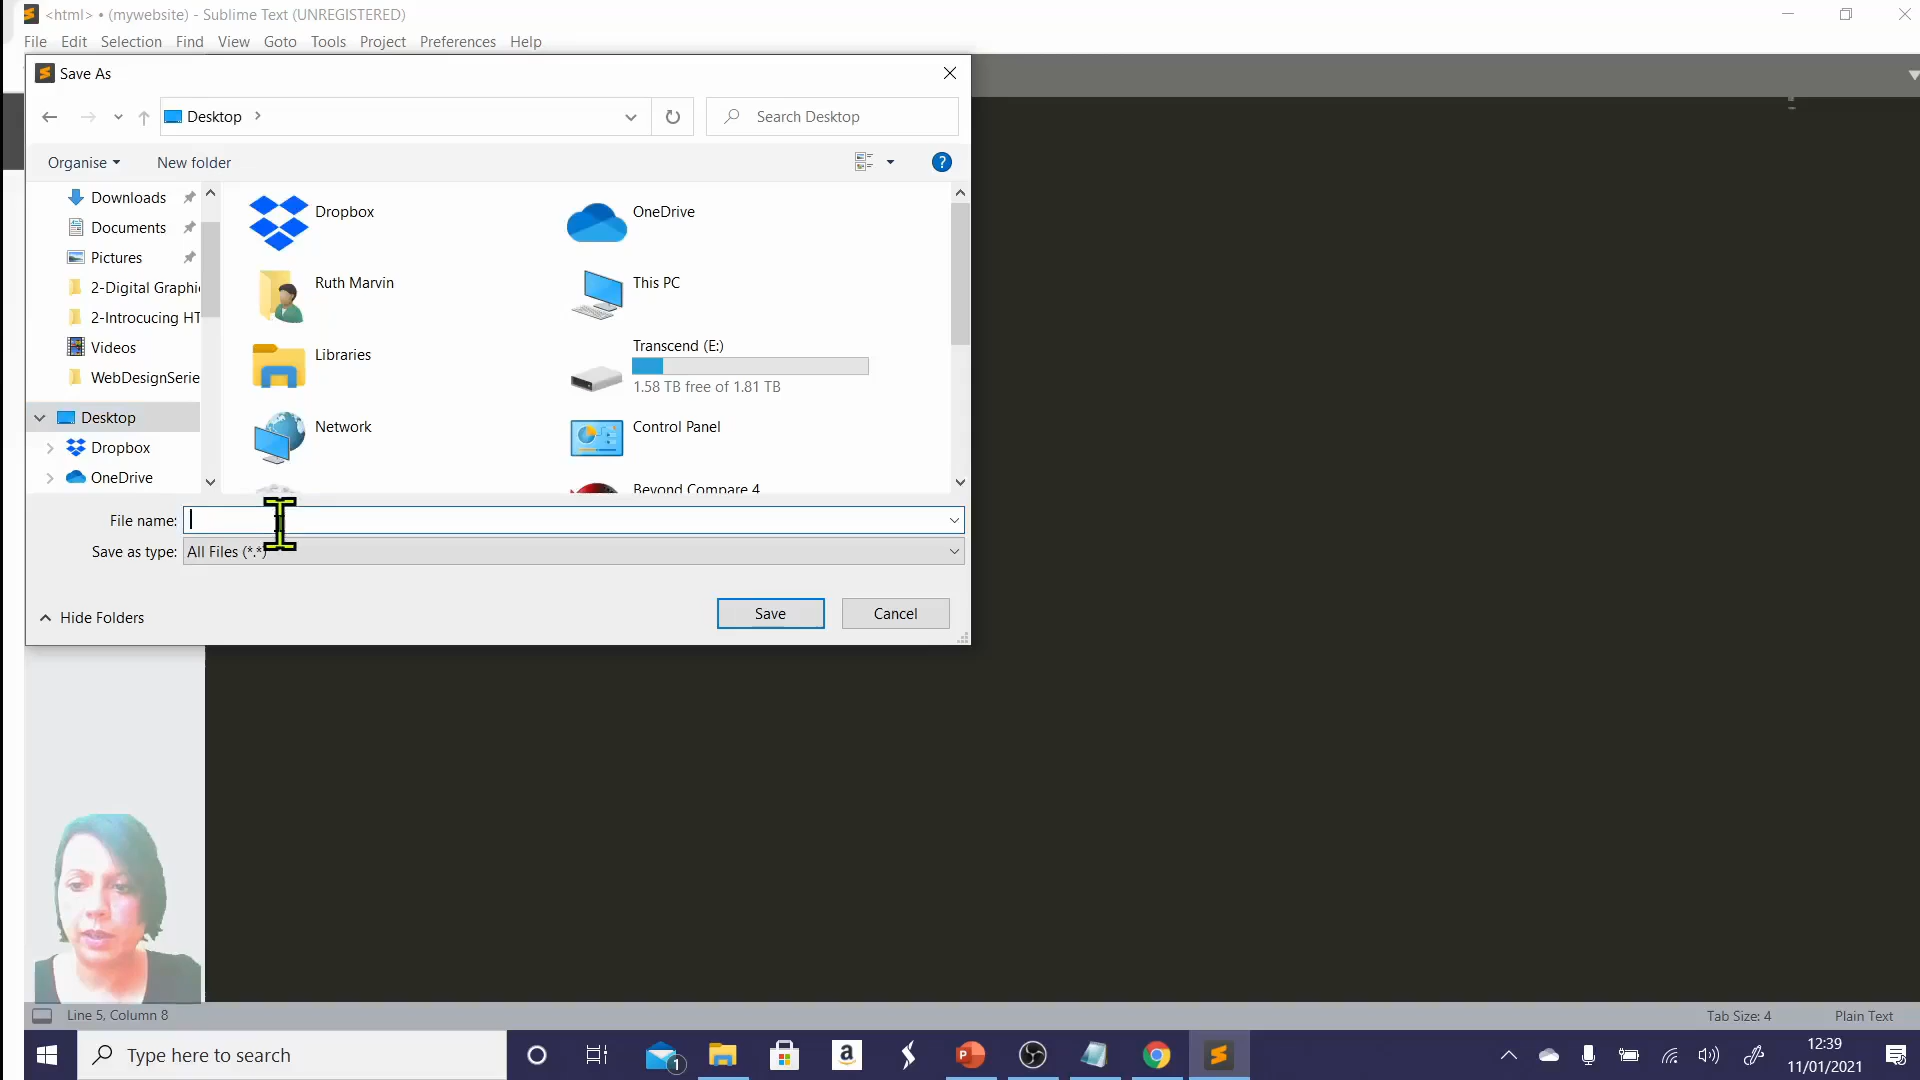 <html> • (mywebsite) - Sublime Text (UNREGISTERED)
File Edit Selection Find View Goto Tools Project Preferences Help
Save As
Desktop
Search Desktop
Organise
New folder
Downloads
Documents
Pictures
2-Digital Graphi
2-Introcucing HT
Videos
WebDesignSerie
Desktop
Dropbox
OneDrive
Dropbox
OneDrive
Ruth Marvin
This PC
Libraries
Transcend (E:)
1.58 TB free of 1.81 TB
Network
Control Panel
Beyond Compare 4
File name:
Save as type: All Files (*.*)
Hide Folders
Save
Cancel
Line 5, Column 8
Tab Size: 4
Plain Text
Type here to search
1
12:39
11/01/2021